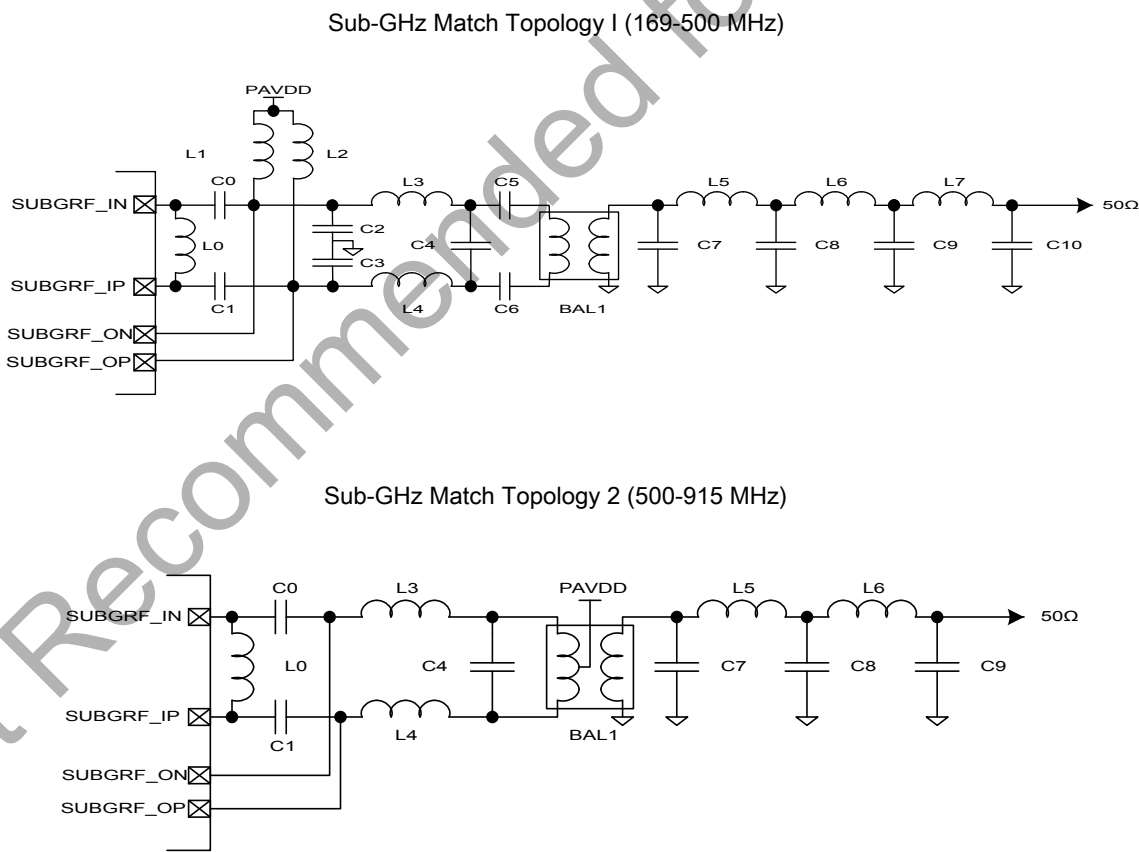 Sub-GHz Match Topology I (169-500 MHz)
PAVDD
L1
L2
C0
L3
C5
L5
L6
L7
SUBGRF_IN
50Ω
L0
C2
C4
C7
C8
C9
C10
C3
SUBGRF_IP
C1
L4
C6
BAL1
SUBGRF_ON
SUBGRF_OP
Sub-GHz Match Topology 2 (500-915 MHz)
C0
L3
PAVDD
L5
L6
SUBGRF_IN
50Ω
L0
C4
C7
C8
C9
SUBGRF_IP
C1
L4
BAL1
SUBGRF_ON
SUBGRF_OP
Recommended fo